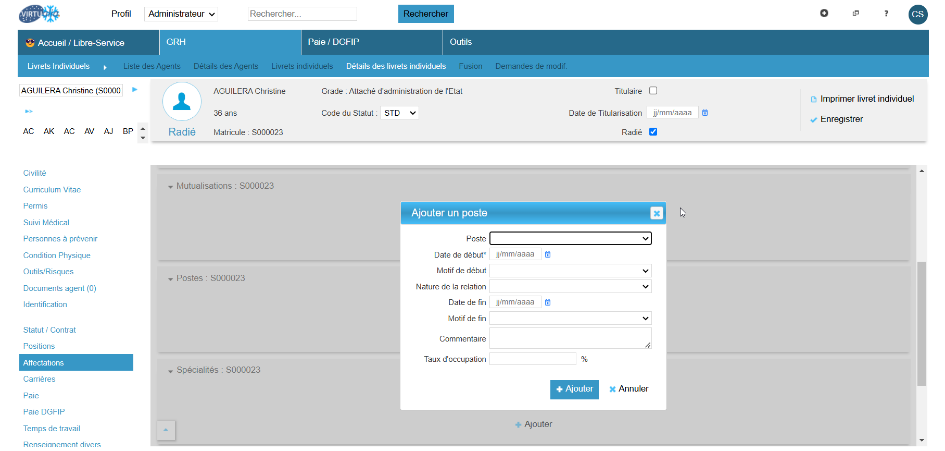 VIRTUALIA
Profil
Administrateur
Rechercher...
Rechercher
?
CS
Accueil / Libre-Service
GRH
Paie / DGFIP
Outils
Livrets Individuels
Liste des Agents
Détails des Agents
Livrets individuels
Détails des livrets individuels
Fusion
Demandes de modif.
AGUILERA Christine (S0000
AC AK AC AV AJ BP
Radié
AGUILERA Christine
36 ans
Matricule : S000023
Grade : Attaché d'administration de l'Etat
Code du Statut : STD
Titulaire
Date de Titularisation jj/mm/aaaa
Radié
Imprimer livret individuel
Enregistrer
Civilité
Curriculum Vitae
Permis
Suivi Médical
Personnes à prévenir
Condition Physique
Outils/Risques
Documents agent (0)
Identification
Statut / Contrat
Positions
Affectations
Carrières
Paie
Paie DGFIP
Temps de travail
Renseignement divers
Mutualisations : S000023
Postes : S000023
Spécialités : S000023
Ajouter
Ajouter un poste
Poste
Date de début* jj/mm/aaaa
Motif de début
Nature de la relation
Date de fin jj/mm/aaaa
Motif de fin
Commentaire
Taux d'occupation %
Ajouter
Annuler